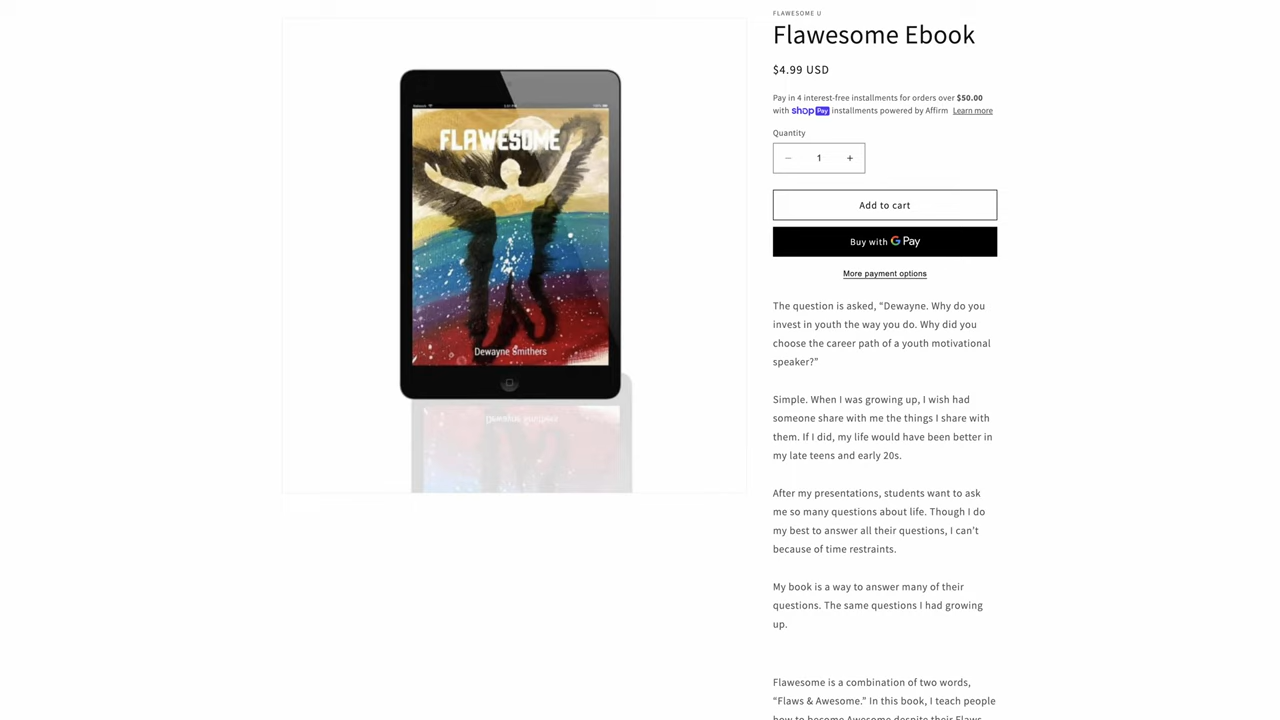 FLAWESOME U
Flawesome Ebook
$4.99 USD
Pay in 4 interest-free installments for orders over $50.00
with shop Pay installments powered by Affirm Learn more
Quantity
− 1 +
Add to cart
Buy with G Pay
More payment options
FLAWESOME
Dewayne Smithers
The question is asked, “Dewayne. Why do you
invest in youth the way you do. Why did you
choose the career path of a youth motivational
speaker?”
Simple. When I was growing up, I wish had
someone share with me the things I share with
them. If I did, my life would have been better in
my late teens and early 20s.
After my presentations, students want to ask
me so many questions about life. Though I do
my best to answer all their questions, I can’t
because of time restraints.
My book is a way to answer many of their
questions. The same questions I had growing
up.
Flawesome is a combination of two words,
“Flaws & Awesome.” In this book, I teach people
how to become Awesome despite their Flaws